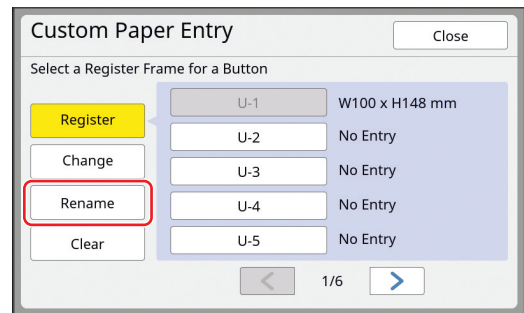 Custom Paper Entry
Close
Select a Register Frame for a Button
Register
Change
Rename
Clear
U-1 W100 x H148 mm
U-2 No Entry
U-3 No Entry
U-4 No Entry
U-5 No Entry
1/6